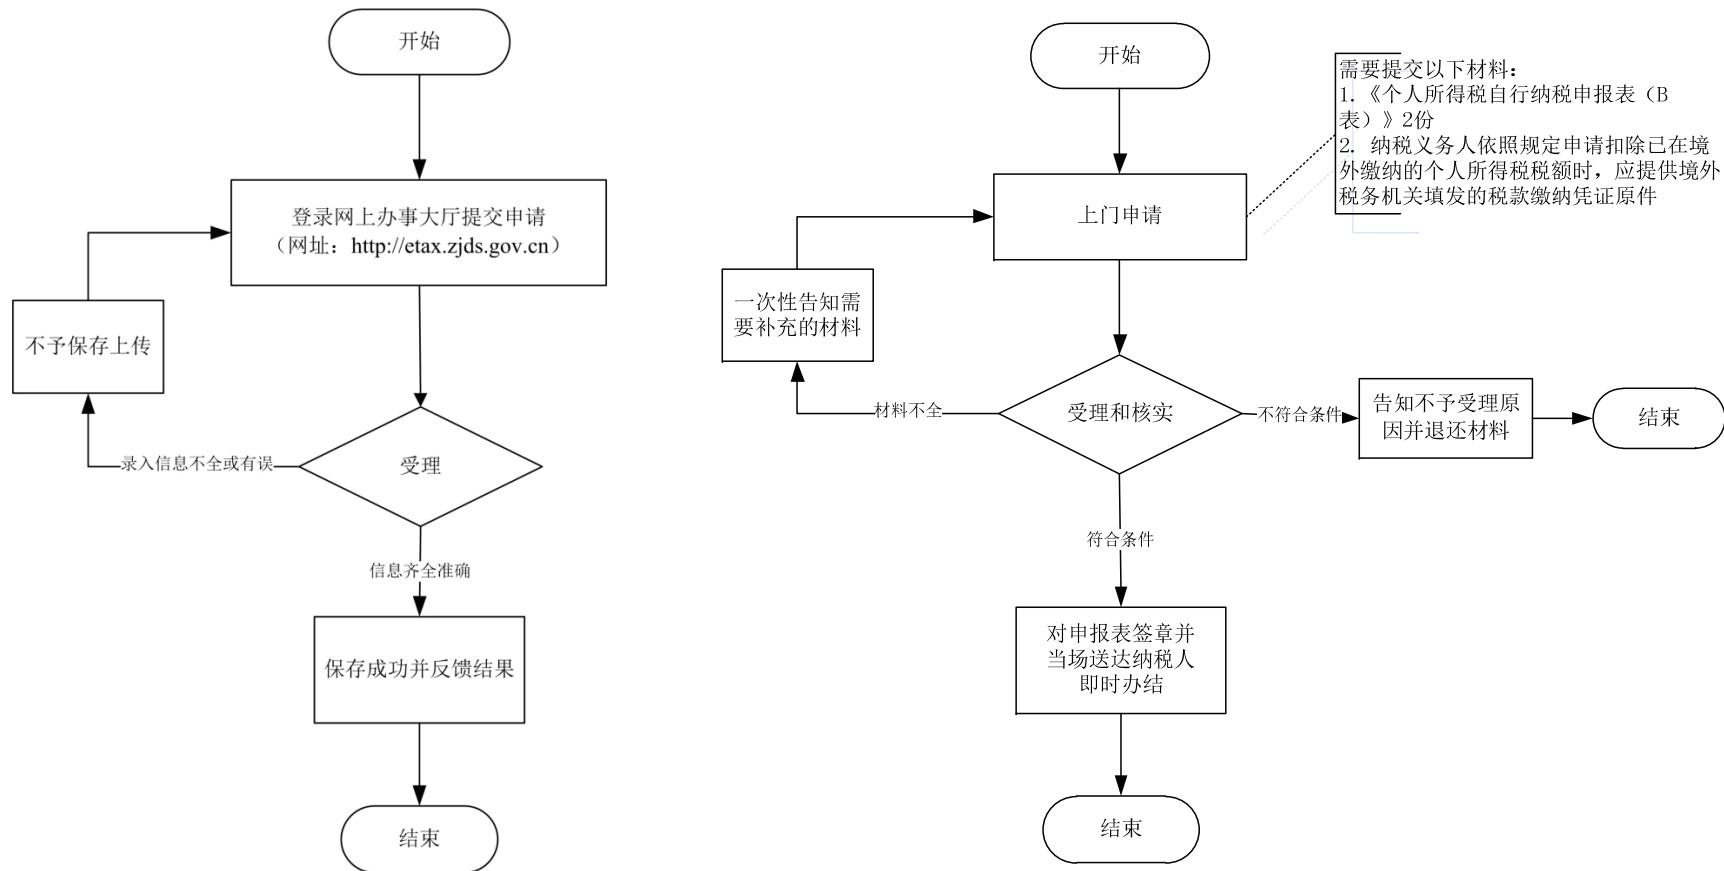 开始
登录网上办事大厅提交申请
（网址：http://etax.zjds.gov.cn）
不予保存上传
录入信息不全或有误
受理
信息齐全准确
保存成功并反馈结果
结束
开始
需要提交以下材料：
1. 《个人所得税自行纳税申报表（B
表）》2份
2. 纳税义务人依照规定申请扣除已在境
外缴纳的个人所得税税额时，应提供境外
税务机关填发的税款缴纳凭证原件
上门申请
一次性告知需
要补充的材料
材料不全
受理和核实
不符合条件
告知不予受理原
因并退还材料
结束
符合条件
对申报表签章并
当场送达纳税人
即时办结
结束